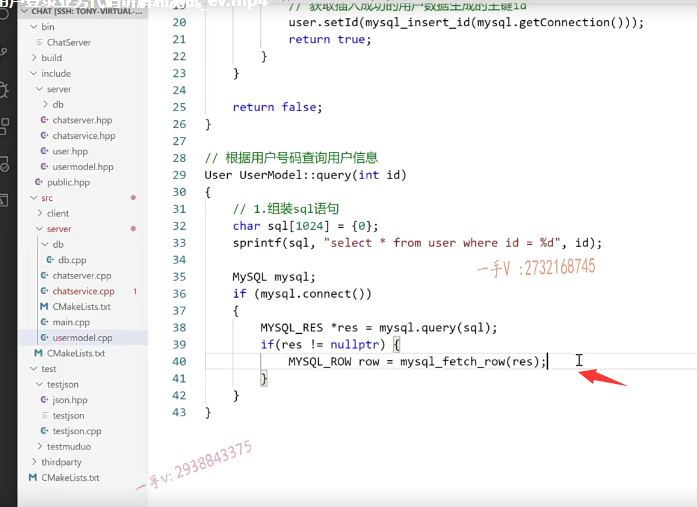 CHAT [SSH: TONY-VIRTUAL-
bin
ChatServer
build
include
server
db
chatserver.hpp
chatservice.hpp
user.hpp
usermodel.hpp
public.hpp
src
client
server
db
db.cpp
chatserver.cpp
chatservice.cpp 1
CMakeLists.txt
main.cpp
usermodel.cpp
CMakeLists.txt
test
testjson
json.hpp
testjson
testjson.cpp
testmuduo
thirdparty
CMakeLists.txt
19 // 获取插入成功的用户数据生成的主键id
20 user.setId(mysql_insert_id(mysql.getConnection()));
21 return true;
22 }
23 }
24
25 return false;
26 }
27
28 // 根据用户号码查询用户信息
29 User UserModel::query(int id)
30 {
31 // 1.组装sql语句
32 char sql[1024] = {0};
33 sprintf(sql, "select * from user where id = %d", id);
34
35 MySQL mysql;
36 if (mysql.connect())
37 {
38 MYSQL_RES *res = mysql.query(sql);
39 if(res != nullptr) {
40 MYSQL_ROW row = mysql_fetch_row(res);
41 }
42 }
43 }
一手V :2732168745
一手v: 2938843375